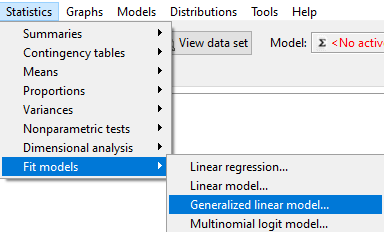 Statistics Graphs Models Distributions Tools Help
Summaries
View data set Model: Σ <No active
Contingency tables
Means
Proportions
Variances
Nonparametric tests
Dimensional analysis
Fit models
Linear regression...
Linear model...
Generalized linear model...
Multinomial logit model...